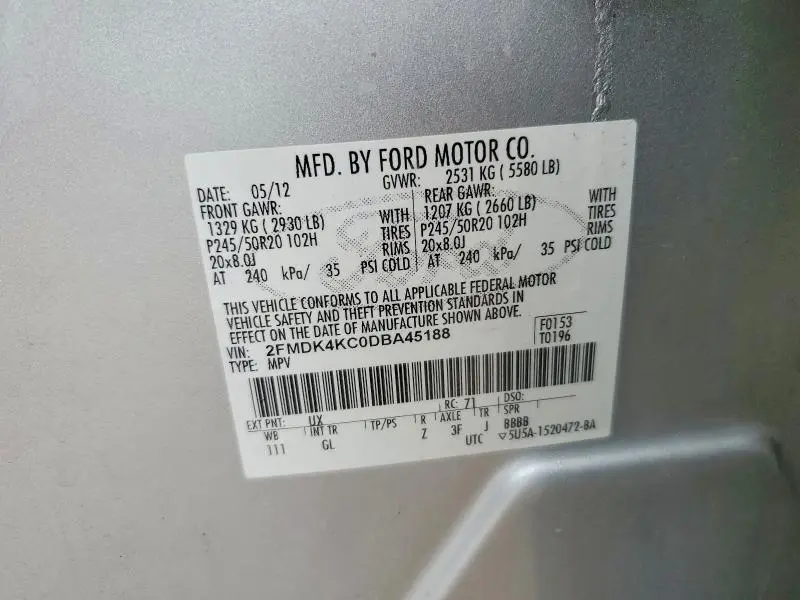 MFD. BY FORD MOTOR CO.
DATE: 05/12 GVWR: 2531 KG ( 5580 LB)
FRONT GAWR: REAR GAWR:
1329 KG ( 2930 LB) WITH 1207 KG ( 2660 LB) WITH
P245/50R20 102H TIRES P245/50R20 102H TIRES
20x8.0J RIMS 20x8.0J RIMS
AT 240 kPa/ 35 PSI COLD AT 240 kPa/ 35 PSI COLD
THIS VEHICLE CONFORMS TO ALL APPLICABLE FEDERAL MOTOR
VEHICLE SAFETY AND THEFT PREVENTION STANDARDS IN
EFFECT ON THE DATE OF MANUFACTURE SHOWN ABOVE.
VIN: 2FMDK4KC0DBA45188 F0153
TYPE: MPV T0196
EXT PNT: UX RC: 71 DSO:
WB INT TR TP/PS R AXLE TR SPR
111 GL Z 3F J BBBB
UTC ▽5U5A-1520472-BA